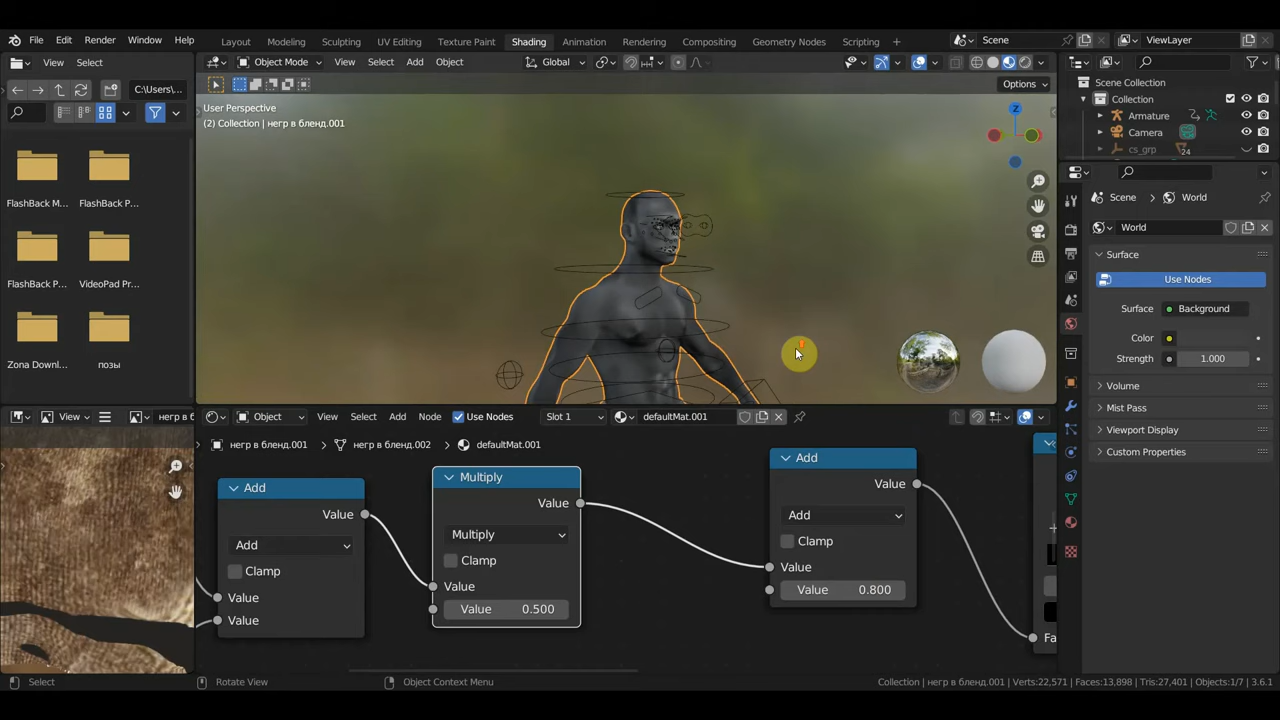 File Edit Render Window Help
Layout Modeling Sculpting UV Editing Texture Paint Shading Animation Rendering Compositing Geometry Nodes Scripting +
Scene
ViewLayer
View Select
Object Mode View Select Add Object
Global
C:\Users\...
Options
User Perspective
(2) Collection | негр в бленд.001
Z
Scene Collection
Collection
Armature
Camera
cs_grp
24
FlashBack M...
FlashBack P...
FlashBack P...
VideoPad Pr...
Zona Downl...
позы
Scene > World
World
Surface
Use Nodes
Surface Background
Color
Strength 1.000
Volume
Mist Pass
Viewport Display
Custom Properties
View
негр в б
Object View Select Add Node Use Nodes Slot 1 defaultMat.001
негр в бленд.001 > негр в бленд.002 > defaultMat.001
Add
Value
Add
Clamp
Value
Value
Multiply
Value
Multiply
Clamp
Value
Value 0.500
Add
Value
Add
Clamp
Value
Value 0.800
Fa
Select
Rotate View
Object Context Menu
Collection | негр в бленд.001 | Verts:22,571 | Faces:13,898 | Tris:27,401 | Objects:1/7 | 3.6.1